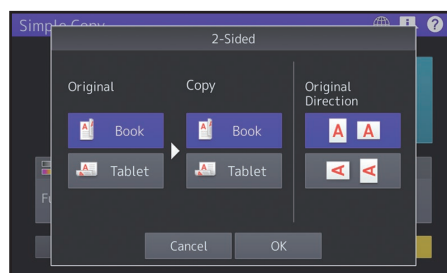 Simple Copy
2-Sided
Original
Copy
Original
Direction
Book
Book
A A
Tablet
Tablet
A A
Cancel
OK